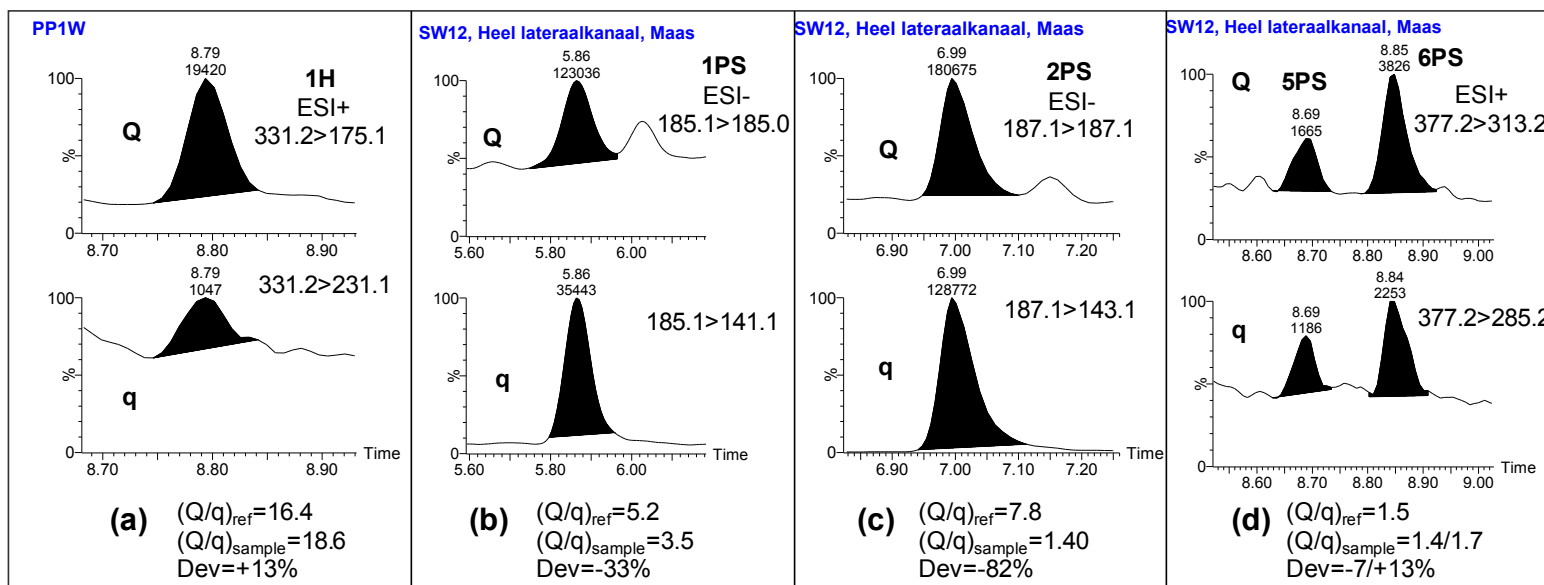 PP1W
8.79
19420
1H
ESI+
331.2>175.1
Q
100
%
0
8.70
8.80
8.90
8.79
1047
331.2>231.1
100
%
q
0
Time
8.70
8.80
8.90
(a)
(Q/q)ref=16.4
(Q/q)sample=18.6
Dev=+13%
SW12, Heel lateraalkanaal, Maas
5.86
123036
1PS
ESI-
185.1>185.0
Q
100
%
0
5.60
5.80
6.00
5.86
35443
185.1>141.1
100
%
q
0
Time
5.60
5.80
6.00
(b)
(Q/q)ref=5.2
(Q/q)sample=3.5
Dev=-33%
SW12, Heel lateraalkanaal, Maas
6.99
180675
2PS
ESI-
187.1>187.1
Q
100
%
0
6.90
7.00
7.10
7.20
6.99
128772
187.1>143.1
100
%
q
0
Time
6.90
7.00
7.10
7.20
(c)
(Q/q)ref=7.8
(Q/q)sample=1.40
Dev=-82%
SW12, Heel lateraalkanaal, Maas
8.85
3826
6PS
Q
5PS
ESI+
377.2>313.2
8.69
1665
100
%
0
8.60
8.70
8.80
8.90
9.00
8.84
2253
8.69
1186
377.2>285.2
100
%
q
0
Time
8.60
8.70
8.80
8.90
9.00
(d)
(Q/q)ref=1.5
(Q/q)sample=1.4/1.7
Dev=-7/+13%